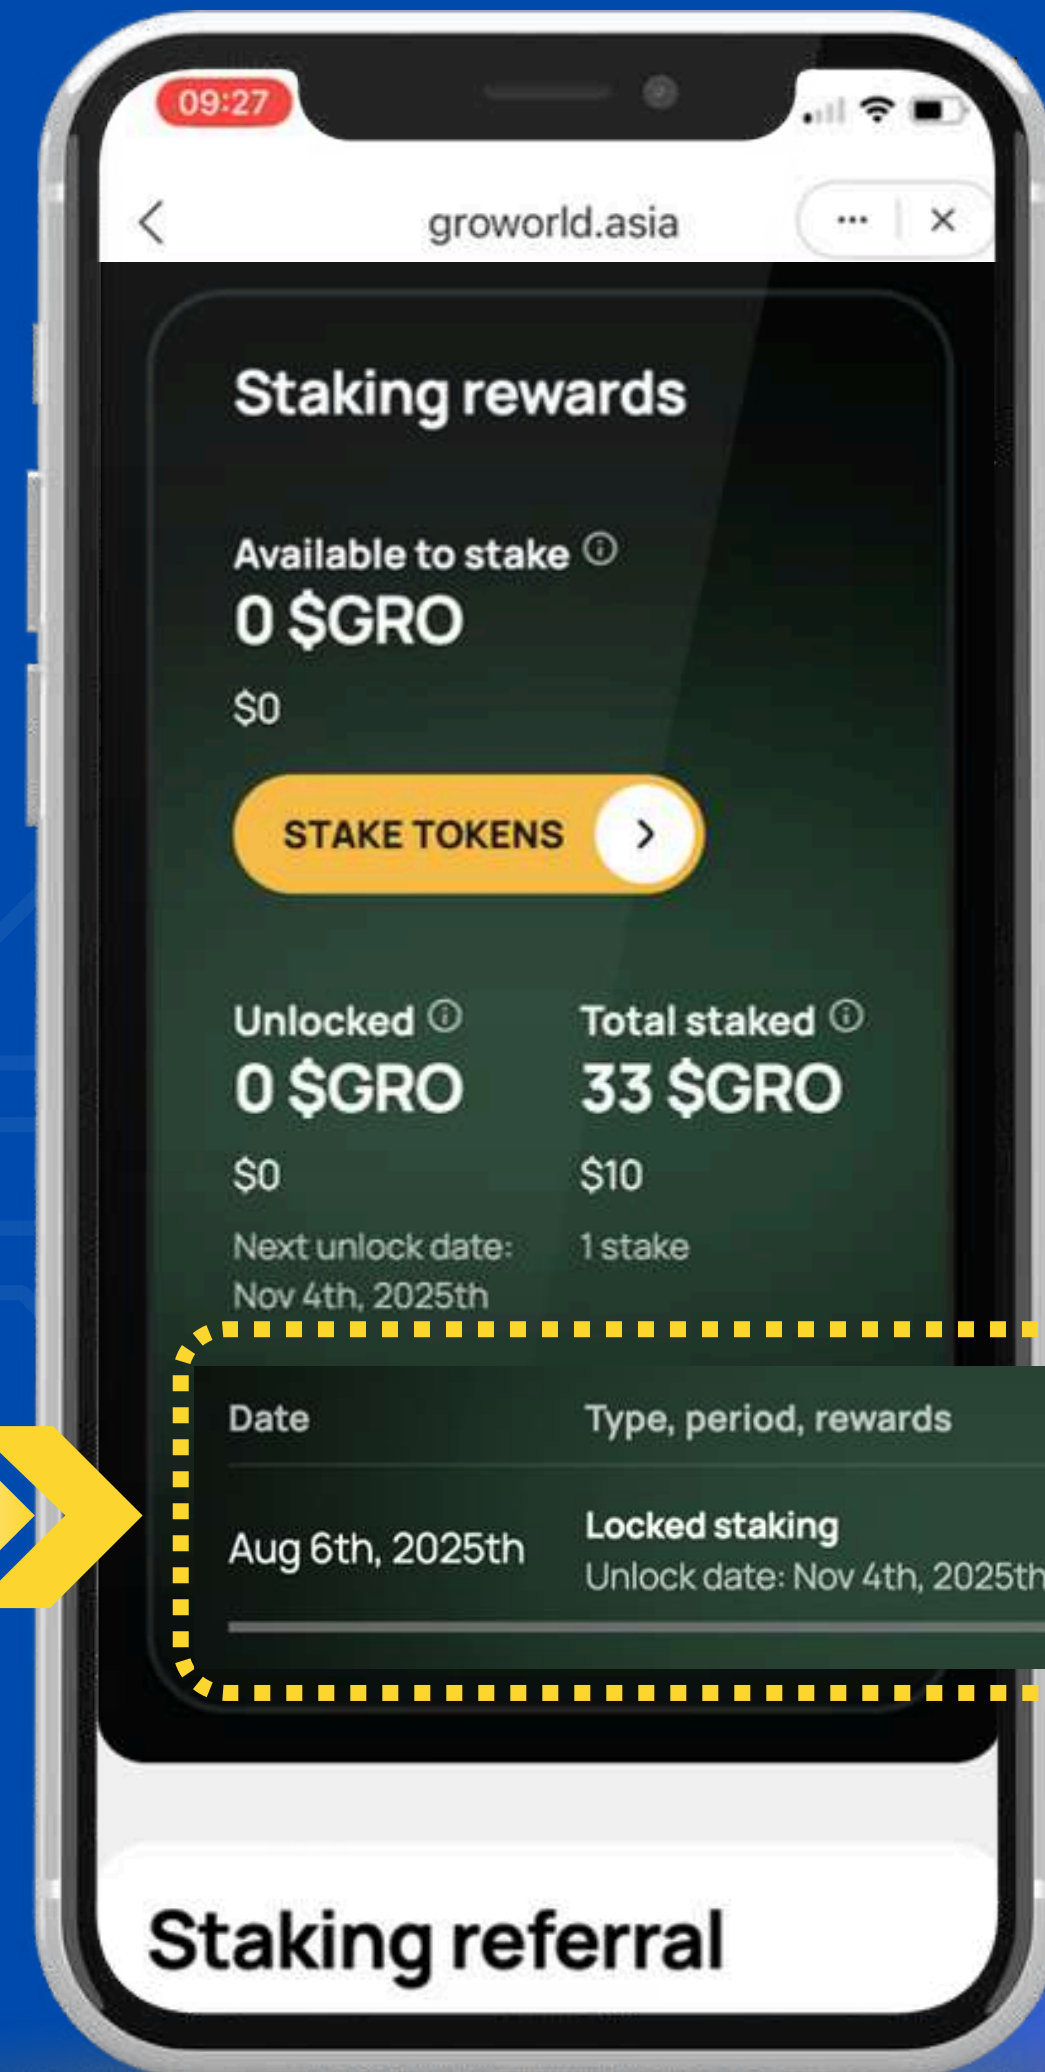 09:27
groworld.asia
Staking rewards
Available to stake
0 $GRO
$0
STAKE TOKENS
Unlocked
0 $GRO
$0
Next unlock date:
Nov 4th, 2025th
Total staked
33 $GRO
$10
1 stake
Date
Type, period, rewards
Aug 6th, 2025th
Locked staking
Unlock date: Nov 4th, 2025th
Staking referral